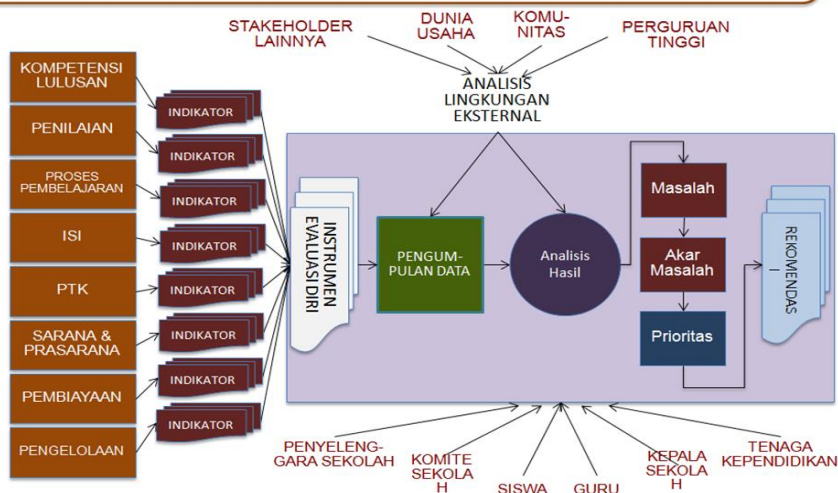 STAKEHOLDER
LAINNYA
DUNIA
USAHA
KOMU-
NITAS
PERGURUAN
TINGGI
ANALISIS
LINGKUNGAN
EKSTERNAL
KOMPETENSI
LULUSAN
PENILAIAN
PROSES
PEMBELAJARAN
ISI
PTK
SARANA &
PRASARANA
PEMBIAYAAN
PENGELOLAAN
INDIKATOR
INDIKATOR
INDIKATOR
INDIKATOR
INDIKATOR
INDIKATOR
INDIKATOR
INDIKATOR
INSTRUMEN
EVALUASI DIRI
PENGUM-
PULAN DATA
Analisis
Hasil
Masalah
Akar
Masalah
Prioritas
REKOMENDAS
I
PENYELENG-
GARA SEKOLAH
KOMITE
SEKOLA
H
SISWA
GURU
KEPALA
SEKOLA
H
TENAGA
KEPENDIDIKAN